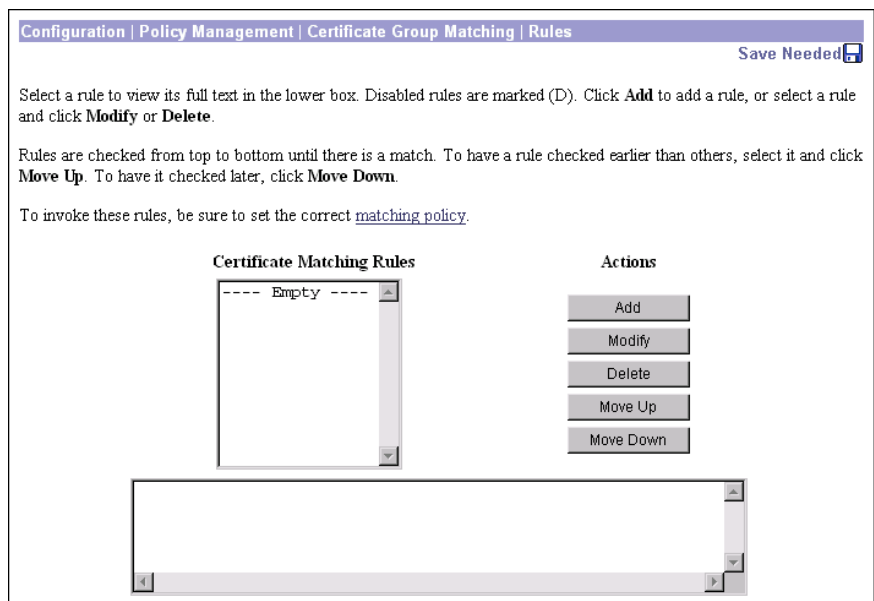 Configuration | Policy Management | Certificate Group Matching | Rules
Save Needed
Select a rule to view its full text in the lower box. Disabled rules are marked (D). Click Add to add a rule, or select a rule
and click Modify or Delete.
Rules are checked from top to bottom until there is a match. To have a rule checked earlier than others, select it and click
Move Up. To have it checked later, click Move Down.
To invoke these rules, be sure to set the correct matching policy.
Certificate Matching Rules
Actions
---- Empty ----
Add
Modify
Delete
Move Up
Move Down